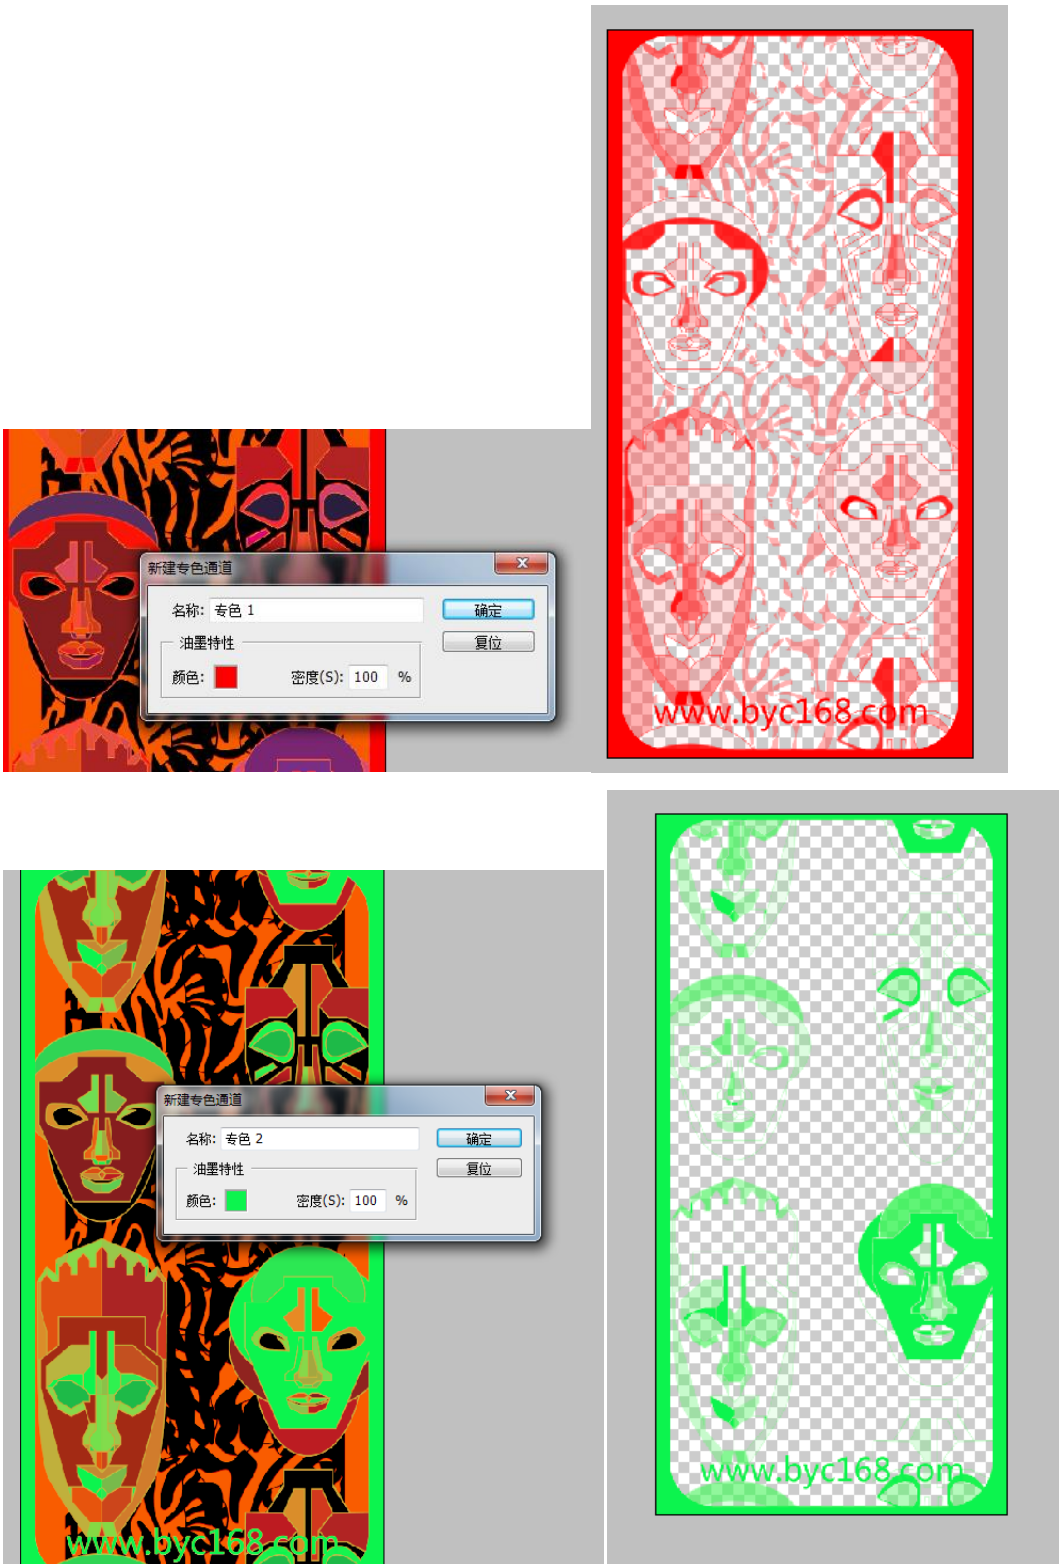 www.byc168.com
新建专色通道
名称: 专色 1
确定
油墨特性
复位
颜色:
密度(S): 100 %
新建专色通道
名称: 专色 2
确定
油墨特性
复位
颜色:
密度(S): 100 %
www.byc168.com
www.byc168.com